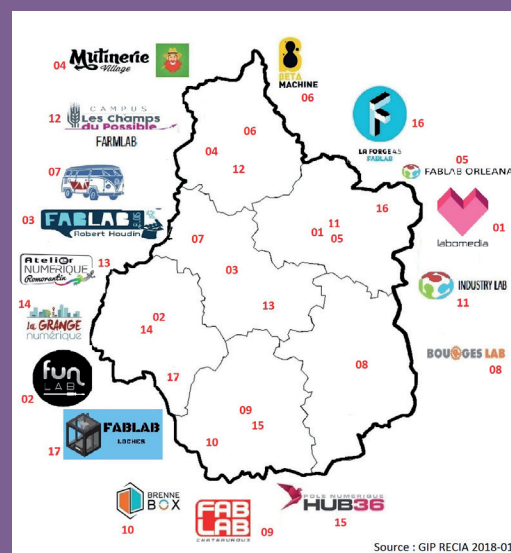 04
Mutinerie
Village
BETA
MACHINE
06
12
CAMPUS
Les Champs
du Possible
FARMLAB
16
LA FORGE 4.5
FABLAB
07
05
FABLAB ORLEANAIS
03
FABLAB
Robert Houdin
labomedia
01
13
Atelier
NUMERIQUE
Romorantin
INDUSTRY LAB
11
14
la GRANGE
numérique
BOURGES LAB
08
fun
LAB
02
17
FABLAB
LOCHES
06
04
12
16
11
01
05
07
03
13
02
14
17
08
09
15
10
BRENNE
BOX
10
FAB
LAB
CHATEAUROUX
09
PÔLE NUMÉRIQUE
HUB36
15
Source : GIP RECIA 2018-01